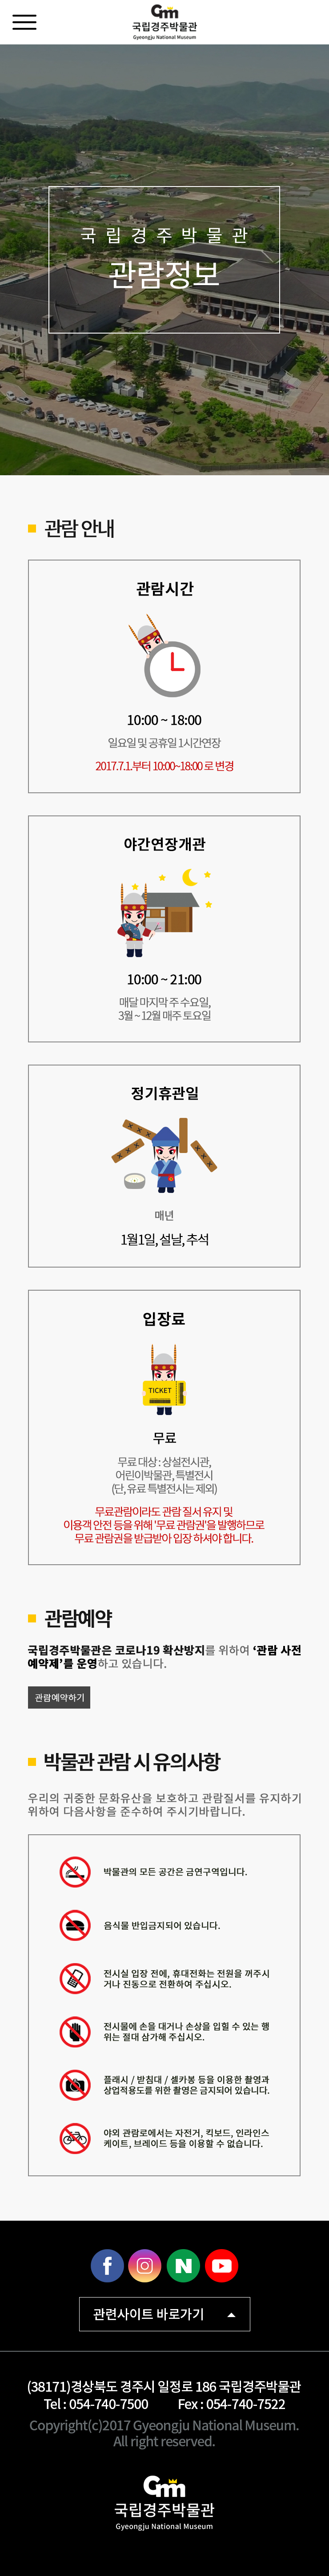 Gnm
국립경주박물관
Gyeongju National Museum
국립경주박물관
관람정보
관람 안내
관람시간
10:00 ~ 18:00
일요일 및 공휴일 1시간연장
2017.7.1.부터 10:00~18:00 로 변경
야간연장개관
10:00 ~ 21:00
매달 마지막 주 수요일,
3월 ~ 12월 매주 토요일
정기휴관일
매년
1월1일, 설날, 추석
입장료
TICKET
무료
무료 대상 : 상설전시관,
어린이박물관, 특별전시
(단, 유료 특별전시는 제외)
무료관람이라도 관람 질서 유지 및
이용객 안전 등을 위해 '무료 관람권'을 발행하므로
무료 관람권을 받급받아 입장 하셔야 합니다.
관람예약
국립경주박물관은 코로나19 확산방지를 위하여 ‘관람 사전
예약제’를 운영하고 있습니다.
관람예약하기
박물관 관람 시 유의사항
우리의 귀중한 문화유산을 보호하고 관람질서를 유지하기
위하여 다음사항을 준수하여 주시기바랍니다.
박물관의 모든 공간은 금연구역입니다.
음식물 반입금지되어 있습니다.
전시실 입장 전에, 휴대전화는 전원을 꺼주시
거나 진동으로 전환하여 주십시오.
전시물에 손을 대거나 손상을 입힐 수 있는 행
위는 절대 삼가해 주십시오.
플래시 / 받침대 / 셀카봉 등을 이용한 촬영과
상업적용도를 위한 촬영은 금지되어 있습니다.
야외 관람로에서는 자전거, 킥보드, 인라인스
케이트, 브레이드 등을 이용할 수 없습니다.
관련사이트 바로가기
(38171)경상북도 경주시 일정로 186 국립경주박물관
Tel : 054-740-7500 Fex : 054-740-7522
Copyright(c)2017 Gyeongju National Museum.
All right reserved.
Gnm
국립경주박물관
Gyeongju National Museum